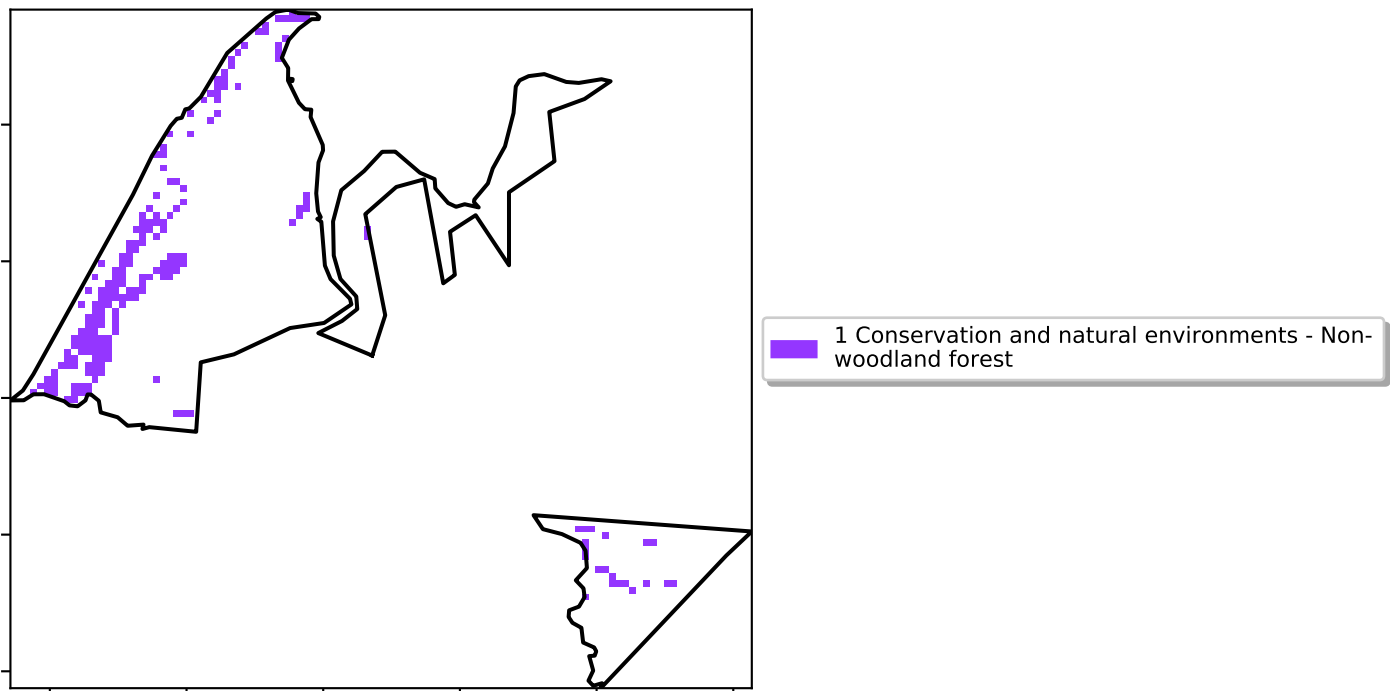 1 Conservation and natural environments - Non-
woodland forest